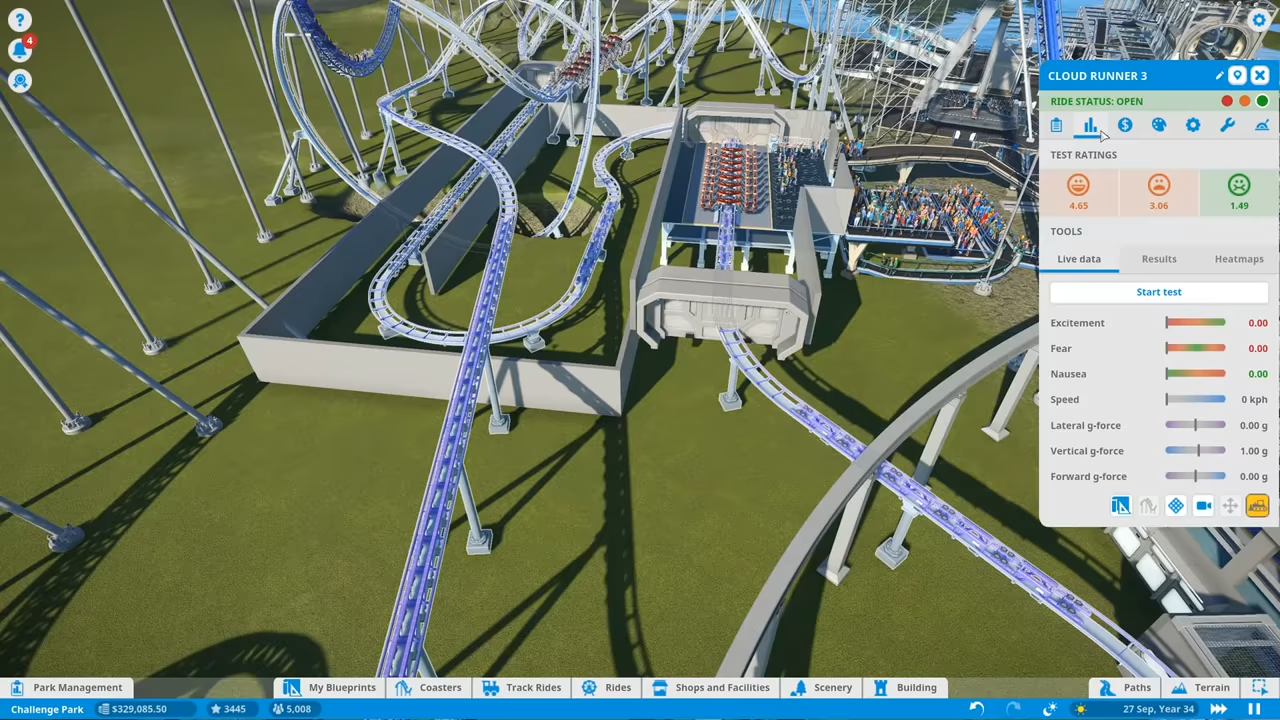 ?
4
CLOUD RUNNER 3
RIDE STATUS: OPEN
TEST RATINGS
4.65 3.06 1.49
TOOLS
Live data Results Heatmaps
Start test
Excitement 0.00
Fear 0.00
Nausea 0.00
Speed 0 kph
Lateral g-force 0.00 g
Vertical g-force 1.00 g
Forward g-force 0.00 g
Park Management My Blueprints Coasters Track Rides Rides Shops and Facilities Scenery Building Paths Terrain
Challenge Park $329,085.50 3445 5,008 27 Sep, Year 34